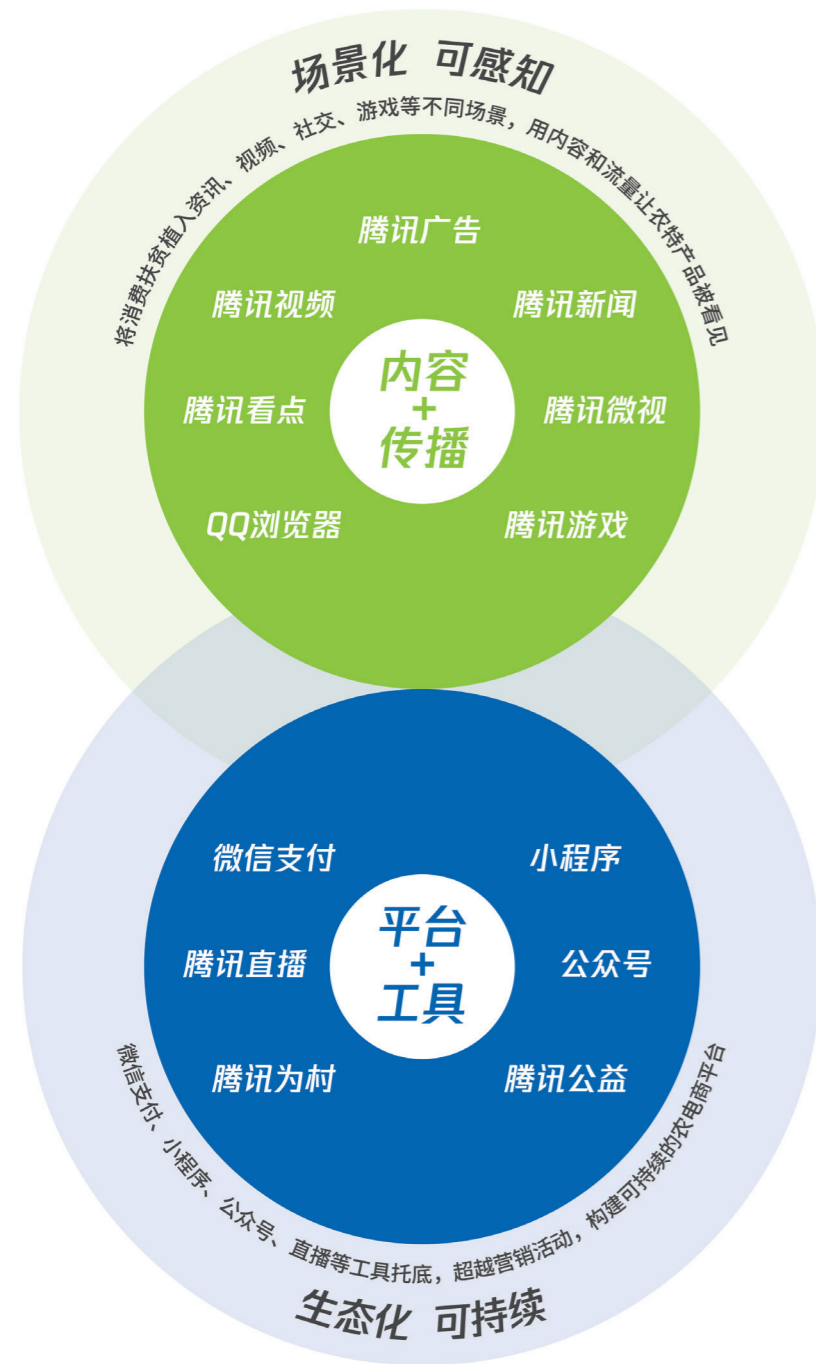 场景化 可感知
将消费扶贫植入资讯、视频、社交、游戏等不同场景，用内容和流量让农特产品被看见
腾讯广告
腾讯视频
腾讯新闻
内容
+
传播
腾讯看点
腾讯微视
QQ浏览器
腾讯游戏
微信支付
小程序
平台
+
工具
腾讯直播
公众号
腾讯为村
腾讯公益
微信支付、小程序、公众号、直播等工具托底，超越营销活动，构建可持续的农电商平台
生态化 可持续